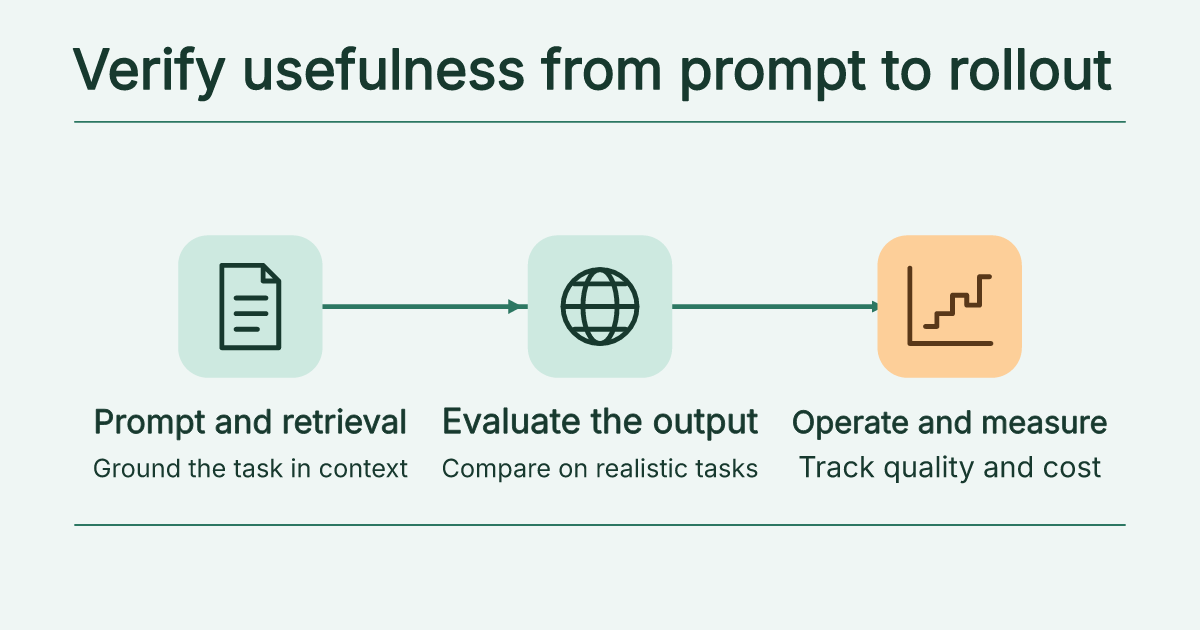 Verify usefulness from prompt to rollout
Prompt and retrieval
Ground the task in context
Evaluate the output
Compare on realistic tasks
Operate and measure
Track quality and cost